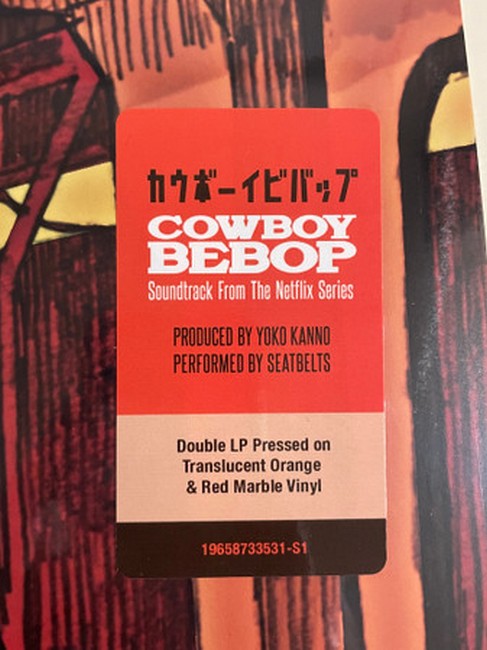 カウボーイビバップ
COWBOY
BEBOP
Soundtrack From The Netflix Series
PRODUCED BY YOKO KANNO
PERFORMED BY SEATBELTS
Double LP Pressed on
Translucent Orange
& Red Marble Vinyl
19658733531-S1